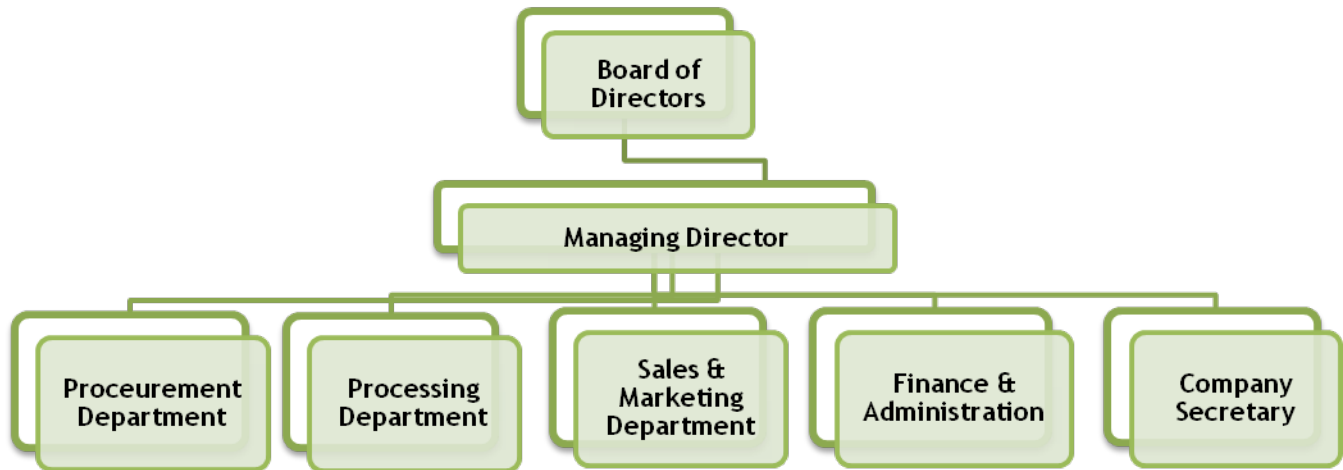 Board of
Directors
Managing Director
Proceurement
Department
Processing
Department
Sales &
Marketing
Department
Finance &
Administration
Company
Secretary